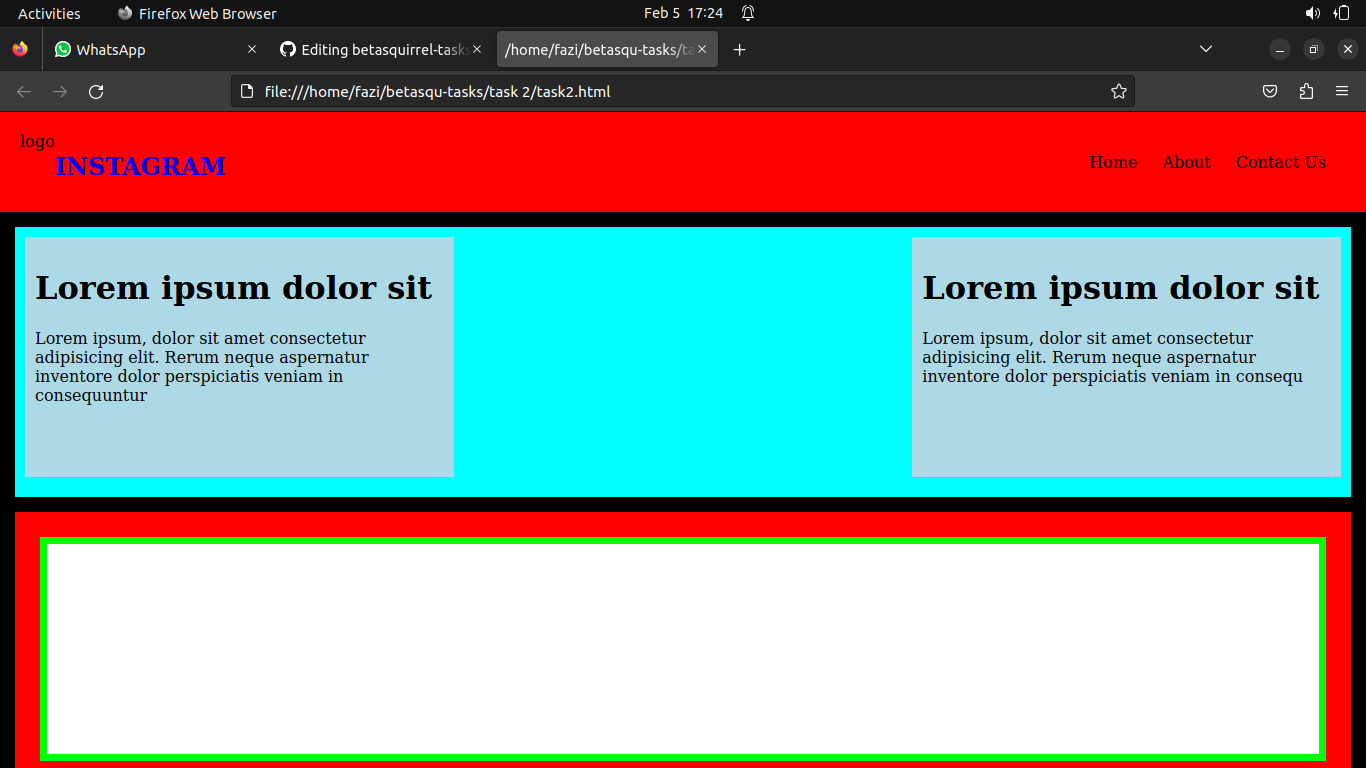 Activities Firefox Web Browser Feb 5 17:24
WhatsApp Editing betasquirrel-task /home/fazi/betasqu-tasks/ta
file:///home/fazi/betasqu-tasks/task 2/task2.html
logo
INSTAGRAM
Home About Contact Us
Lorem ipsum dolor sit
Lorem ipsum, dolor sit amet consectetur
adipisicing elit. Rerum neque aspernatur
inventore dolor perspiciatis veniam in
consequuntur
Lorem ipsum dolor sit
Lorem ipsum, dolor sit amet consectetur
adipisicing elit. Rerum neque aspernatur
inventore dolor perspiciatis veniam in consequ